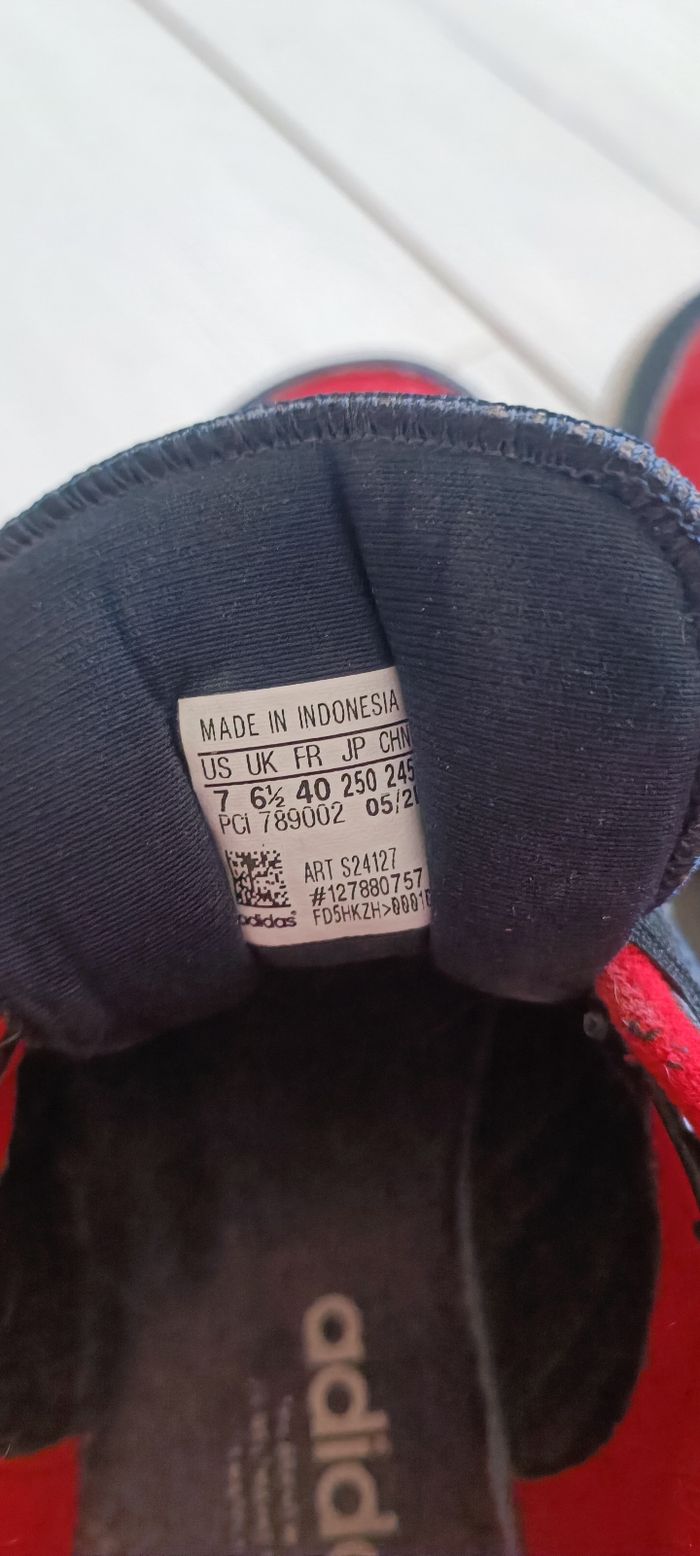 MADE IN INDONESIA
US UK FR JP CHN
7 6½ 40 250 245
PCI 789002 05/2
ART S24127
#127880757
adidas FD5HKZH>0001
adid